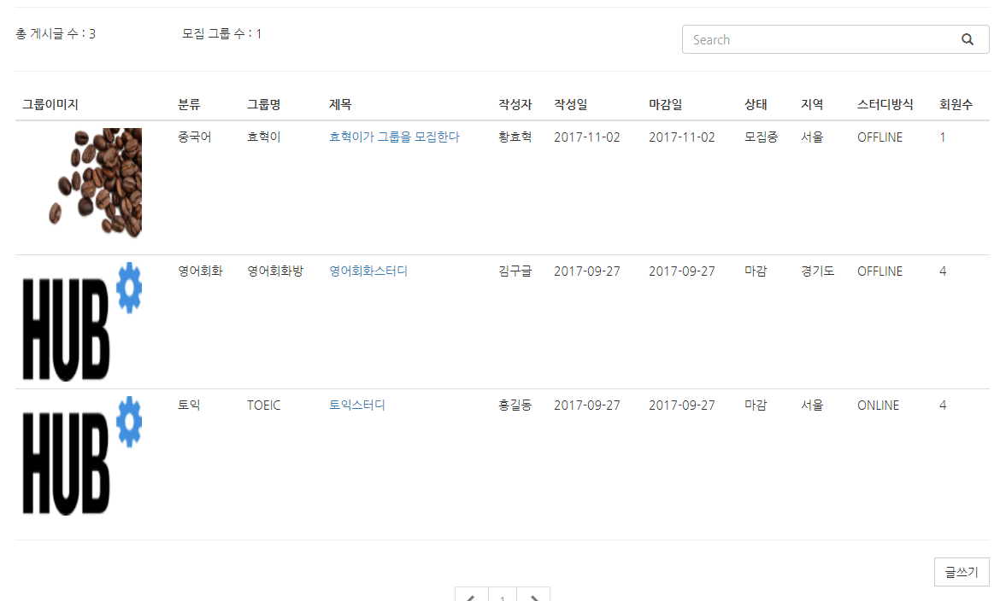 총 게시글 수 : 3 모집 그룹 수 : 1 Search
그룹이미지 분류 그룹명 제목 작성자 작성일 마감일 상태 지역 스터디방식 회원수
중국어 효혁이 효혁이가 그룹을 모집한다 황효혁 2017-11-02 2017-11-02 모집중 서울 OFFLINE 1
HUB 영어회화 영어회화방 영어회화스터디 김구글 2017-09-27 2017-09-27 마감 경기도 OFFLINE 4
HUB 토익 TOEIC 토익스터디 홍길동 2017-09-27 2017-09-27 마감 서울 ONLINE 4
글쓰기
1